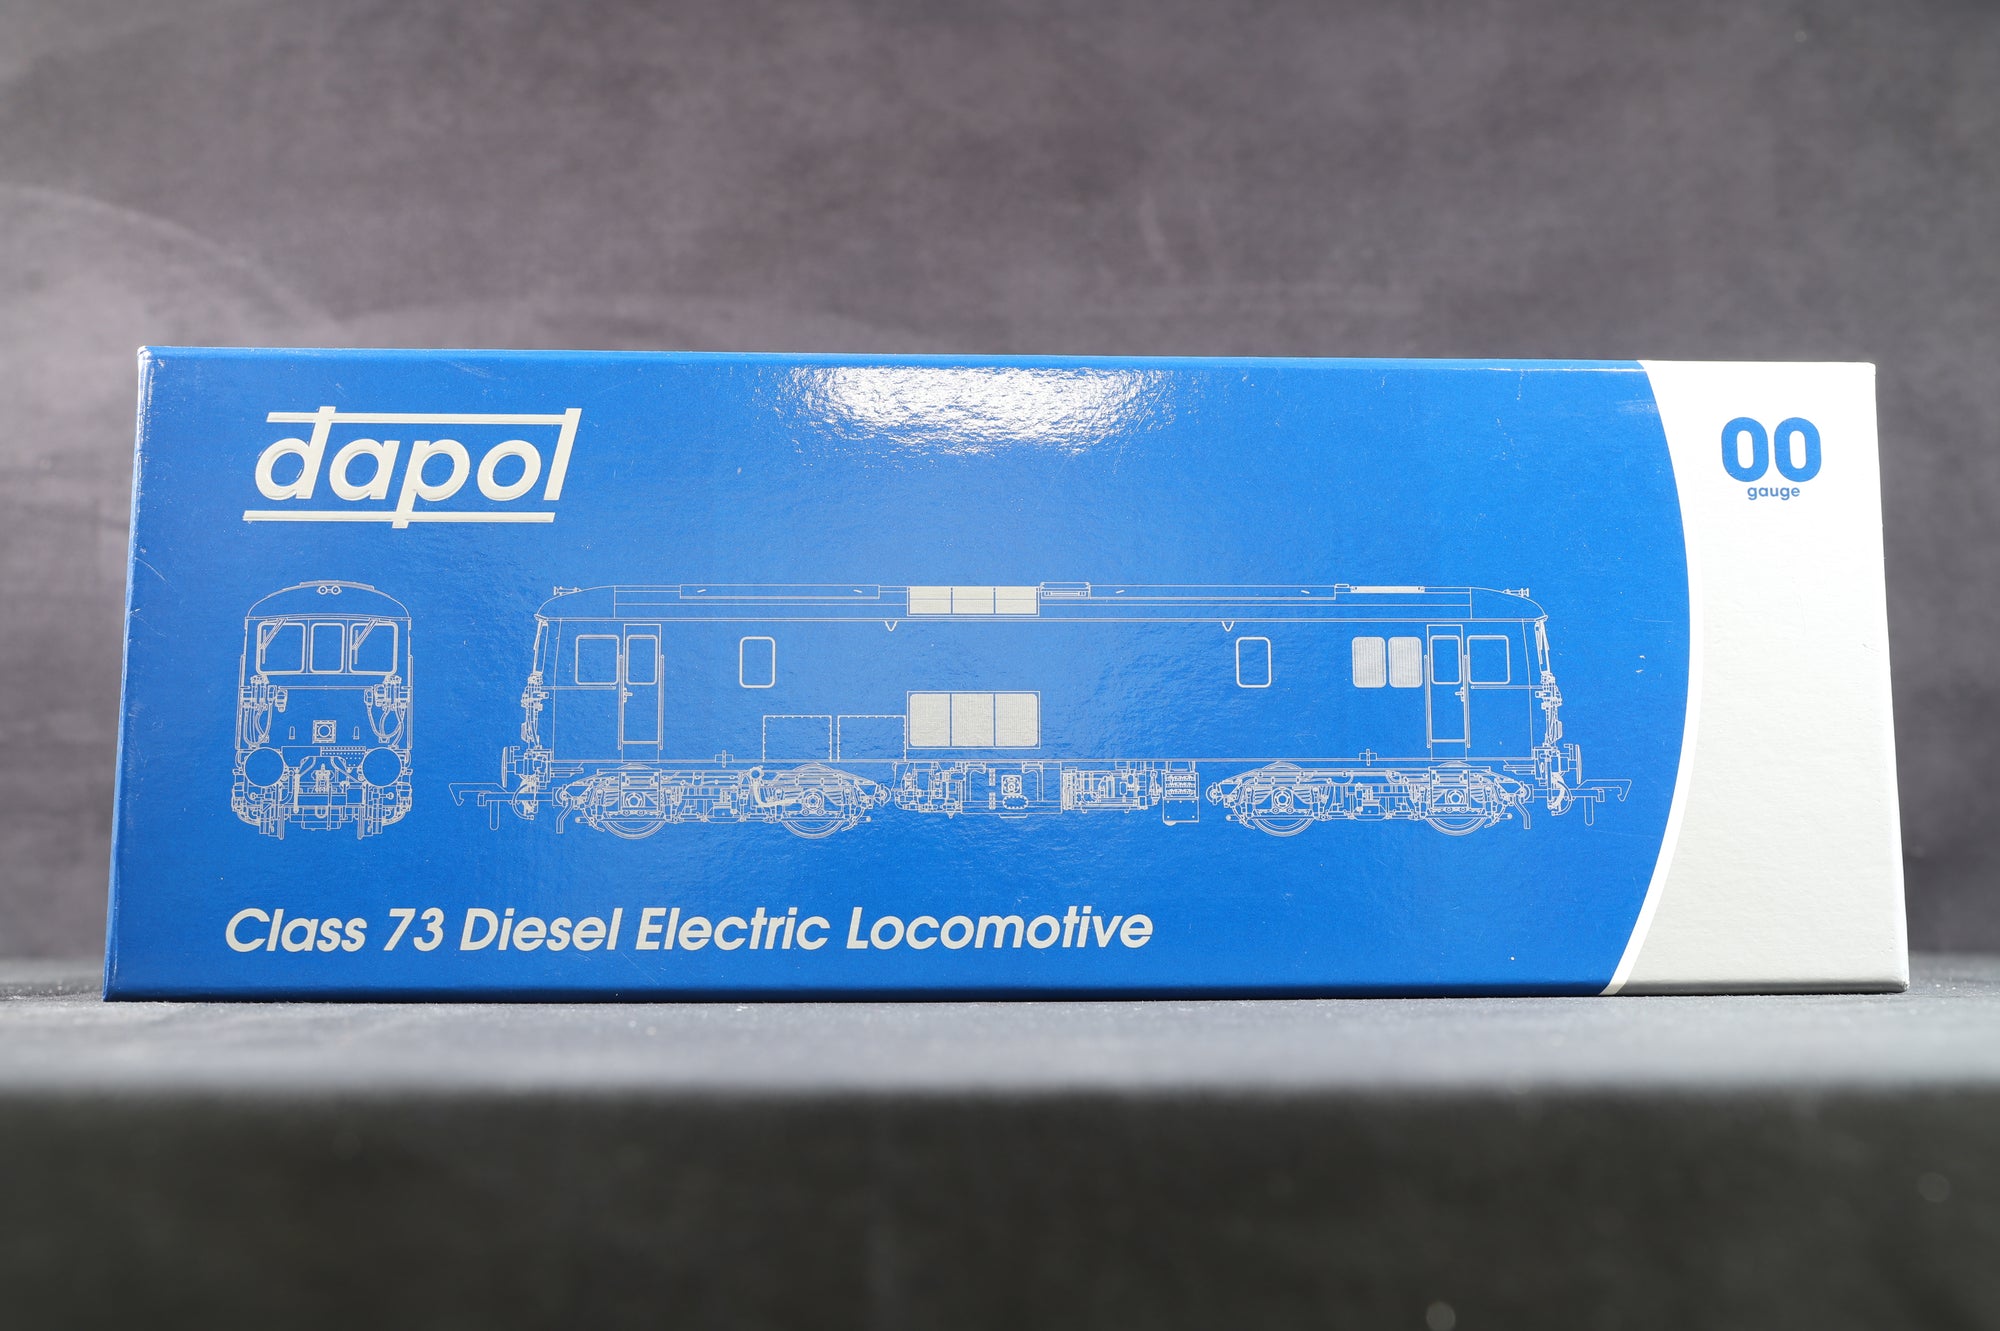 dapol
00
gauge
Class 73 Diesel Electric Locomotive